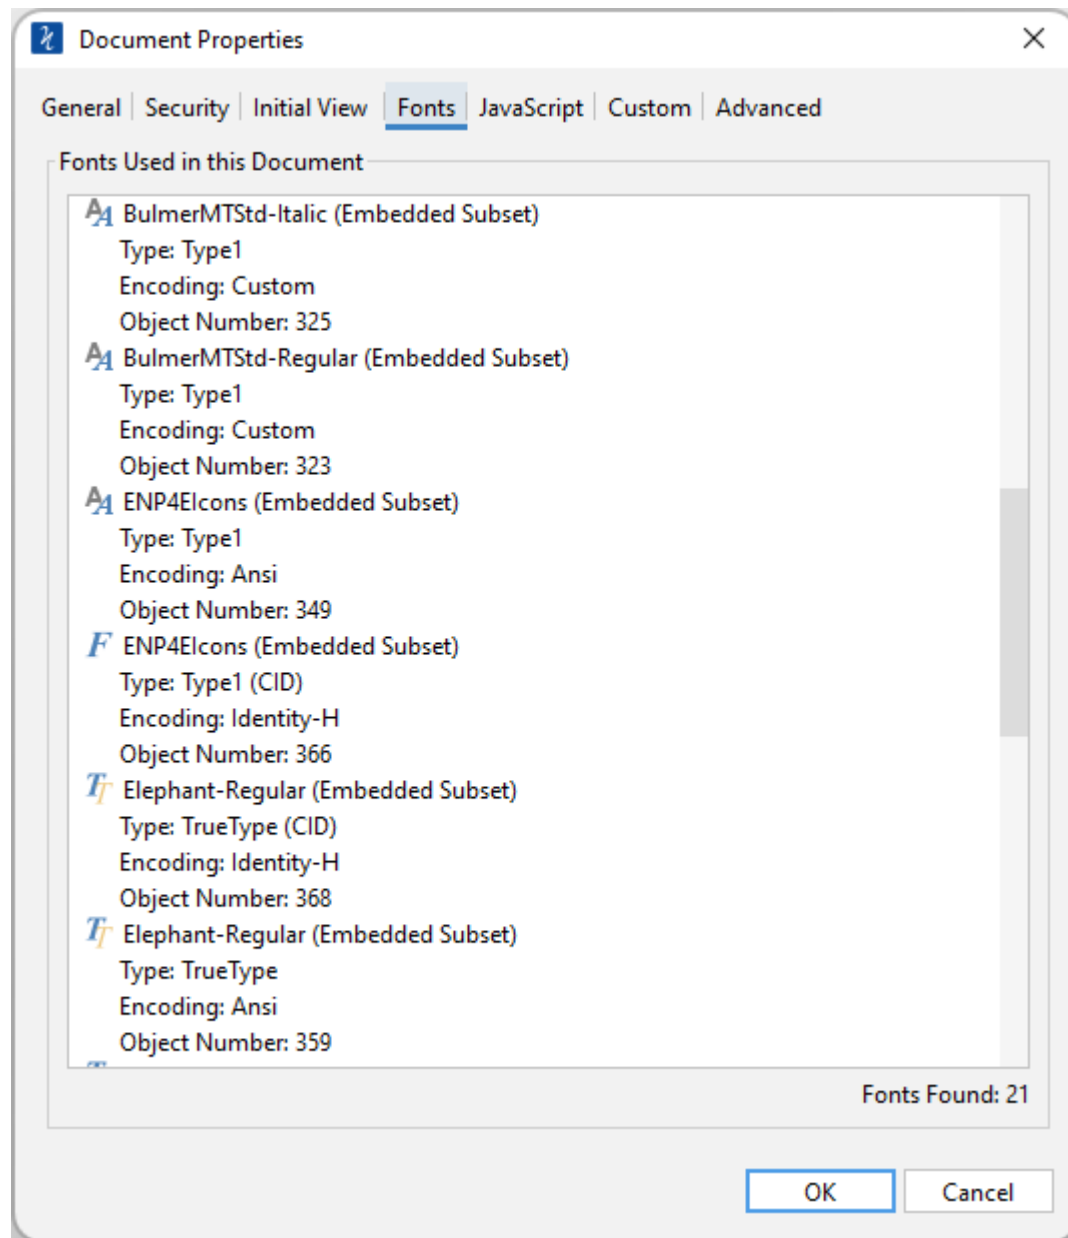 Document Properties
General Security Initial View Fonts JavaScript Custom Advanced
Fonts Used in this Document
BulmerMTStd-Italic (Embedded Subset)
Type: Type1
Encoding: Custom
Object Number: 325
BulmerMTStd-Regular (Embedded Subset)
Type: Type1
Encoding: Custom
Object Number: 323
ENP4EIcons (Embedded Subset)
Type: Type1
Encoding: Ansi
Object Number: 349
ENP4EIcons (Embedded Subset)
Type: Type1 (CID)
Encoding: Identity-H
Object Number: 366
Elephant-Regular (Embedded Subset)
Type: TrueType (CID)
Encoding: Identity-H
Object Number: 368
Elephant-Regular (Embedded Subset)
Type: TrueType
Encoding: Ansi
Object Number: 359
Fonts Found: 21
OK Cancel